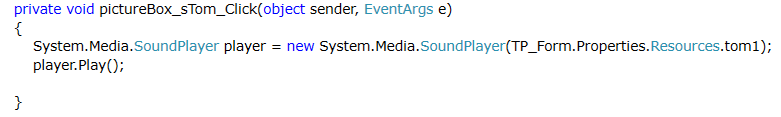 private void pictureBox_sTom_Click(object sender, EventArgs e)
{
System.Media.SoundPlayer player = new System.Media.SoundPlayer(TP_Form.Properties.Resources.tom1);
player.Play();
}